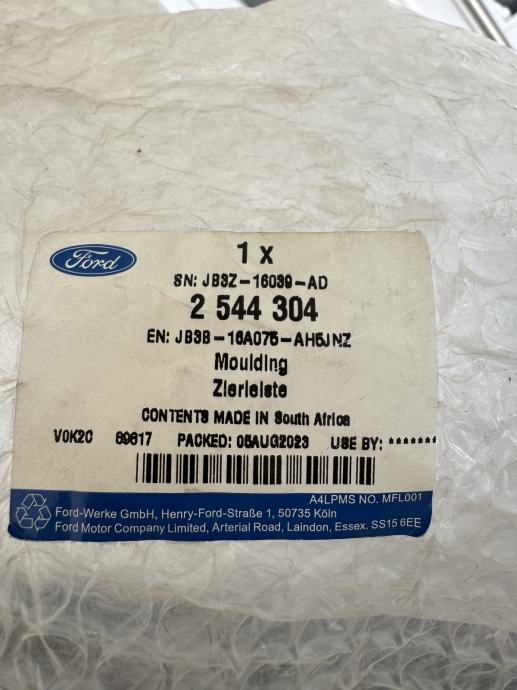 Ford
1 x
SN: JB3Z-16039-AD
2 544 304
EN: JB3B-16A075-AH5JNZ
Moulding
Zierleiste
CONTENTS MADE IN South Africa
V0K2C 89817 PACKED: 05AUG2023 USE BY: *******
A4LPMS NO. MFL001
Ford-Werke GmbH, Henry-Ford-Straße 1, 50735 Köln
Ford Motor Company Limited, Arterial Road, Laindon, Essex. SS15 6EE